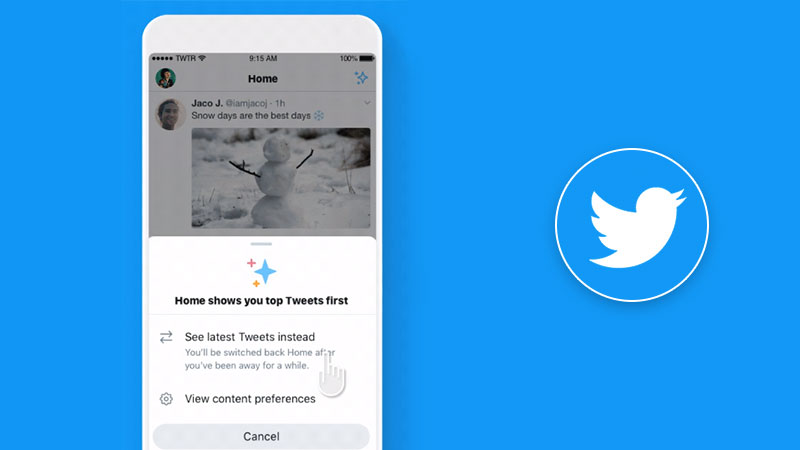 TWTR 9:15 AM 100%
Home
Jaco J. @iamjacoj · 1h
Snow days are the best days ❄️
Home shows you top Tweets first
See latest Tweets instead
You'll be switched back Home after
you've been away for a while.
View content preferences
Cancel